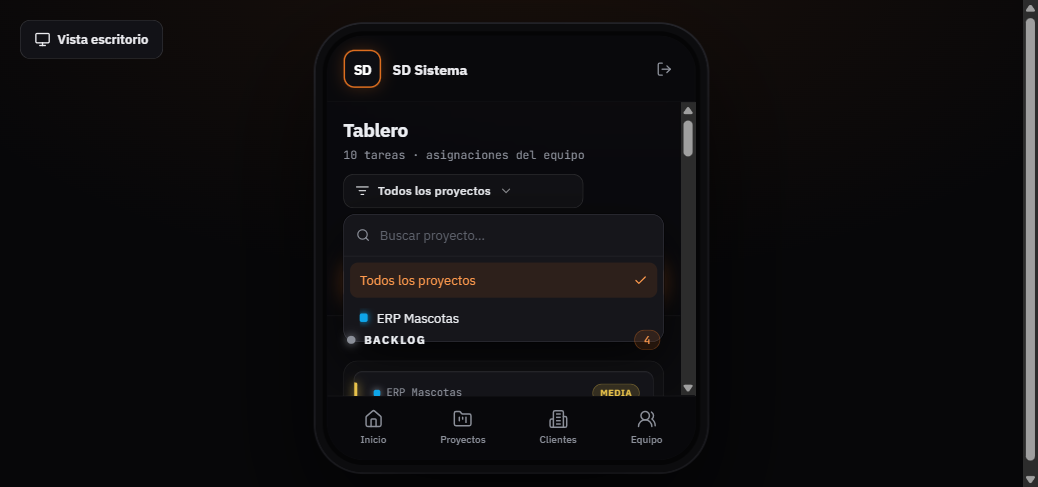 Vista escritorio
SD SD Sistema
Tablero
10 tareas · asignaciones del equipo
Todos los proyectos
Buscar proyecto...
Todos los proyectos
ERP Mascotas
BACKLOG 4
ERP Mascotas MEDIA
Inicio Proyectos Clientes Equipo